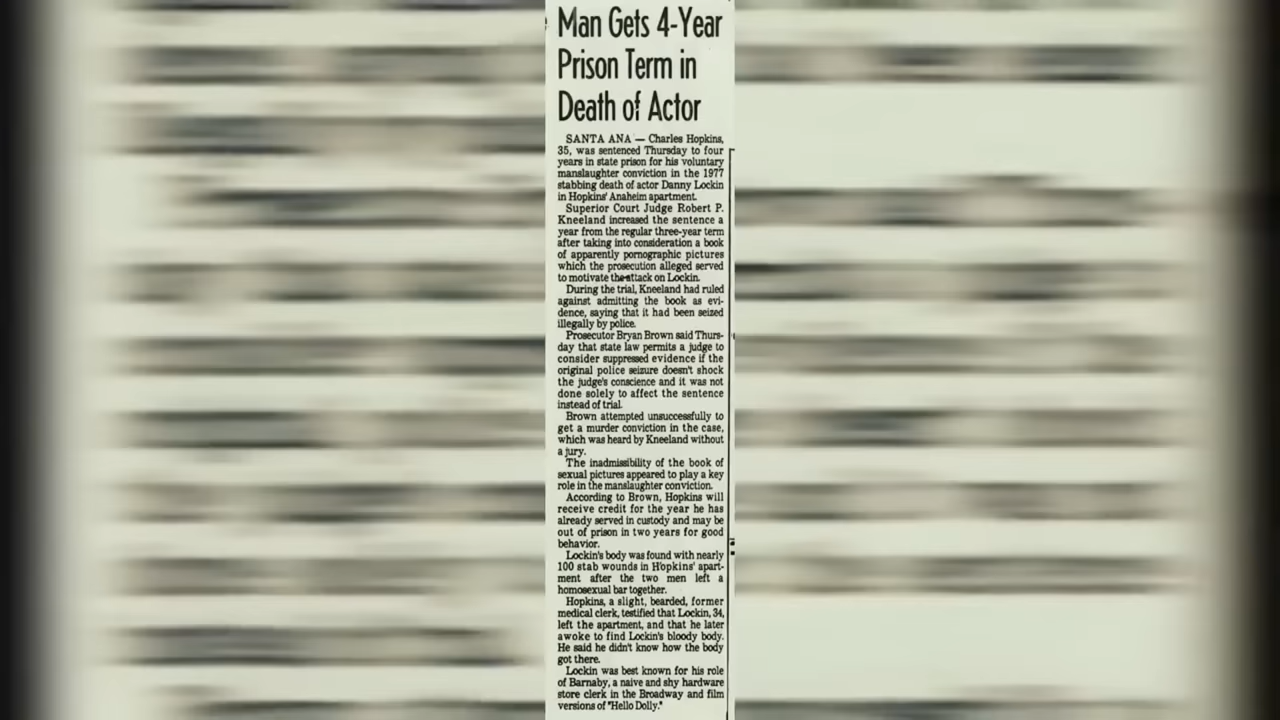 Man Gets 4-Year
Prison Term in
Death of Actor
SANTA ANA — Charles Hopkins,
35, was sentenced Thursday to four
years in state prison for his voluntary
manslaughter conviction in the 1977
stabbing death of actor Danny Lockin
in Hopkins' Anaheim apartment.
Superior Court Judge Robert P.
Kneeland increased the sentence a
year from the regular three-year term
after taking into consideration a book
of apparently pornographic pictures
which the prosecution alleged served
to motivate the attack on Lockin.
During the trial, Kneeland had ruled
against admitting the book as evi-
dence, saying that it had been seized
illegally by police.
Prosecutor Bryan Brown said Thurs-
day that state law permits a judge to
consider suppressed evidence if the
original police seizure doesn't shock
the judge's conscience and it was not
done solely to affect the sentence
instead of trial.
Brown attempted unsuccessfully to
get a murder conviction in the case,
which was heard by Kneeland without
a jury.
The inadmissibility of the book of
sexual pictures appeared to play a key
role in the manslaughter conviction.
According to Brown, Hopkins will
receive credit for the year he has
already served in custody and may be
out of prison in two years for good
behavior.
Lockin's body was found with nearly
100 stab wounds in Hopkins' apart-
ment after the two men left a
homosexual bar together.
Hopkins, a slight, bearded, former
medical clerk, testified that Lockin, 34,
left the apartment, and that he later
awoke to find Lockin's bloody body.
He said he didn't know how the body
got there.
Lockin was best known for his role
of Barnaby, a naive and shy hardware
store clerk in the Broadway and film
versions of "Hello Dolly."